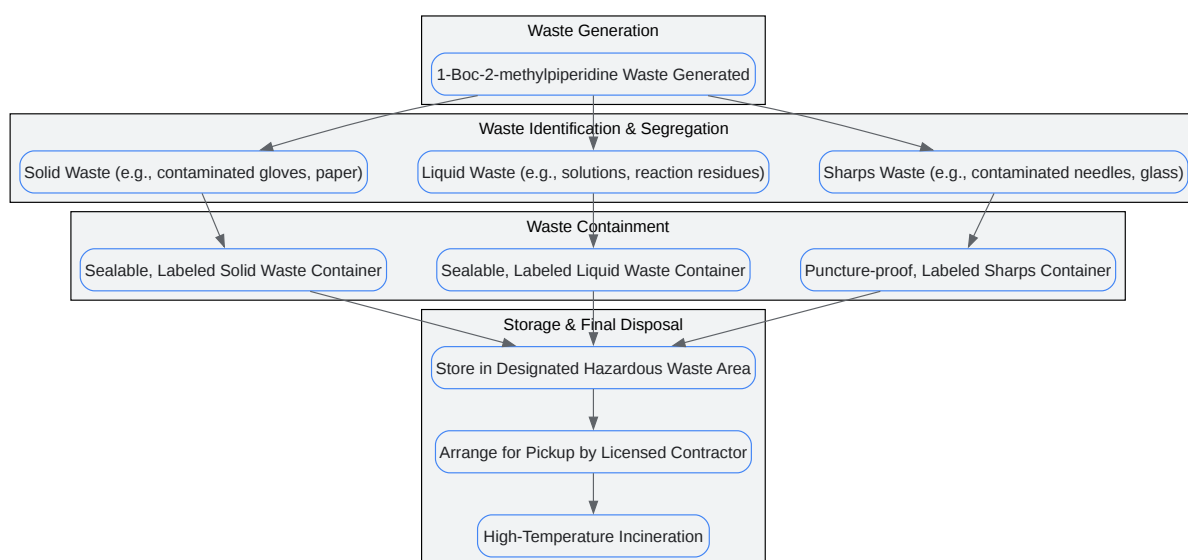 Waste Generation
1-Boc-2-methylpiperidine Waste Generated
Waste Identification & Segregation
Solid Waste (e.g., contaminated gloves, paper)
Liquid Waste (e.g., solutions, reaction residues)
Sharps Waste (e.g., contaminated needles, glass)
Waste Containment
Sealable, Labeled Solid Waste Container
Sealable, Labeled Liquid Waste Container
Puncture-proof, Labeled Sharps Container
Storage & Final Disposal
Store in Designated Hazardous Waste Area
Arrange for Pickup by Licensed Contractor
High-Temperature Incineration